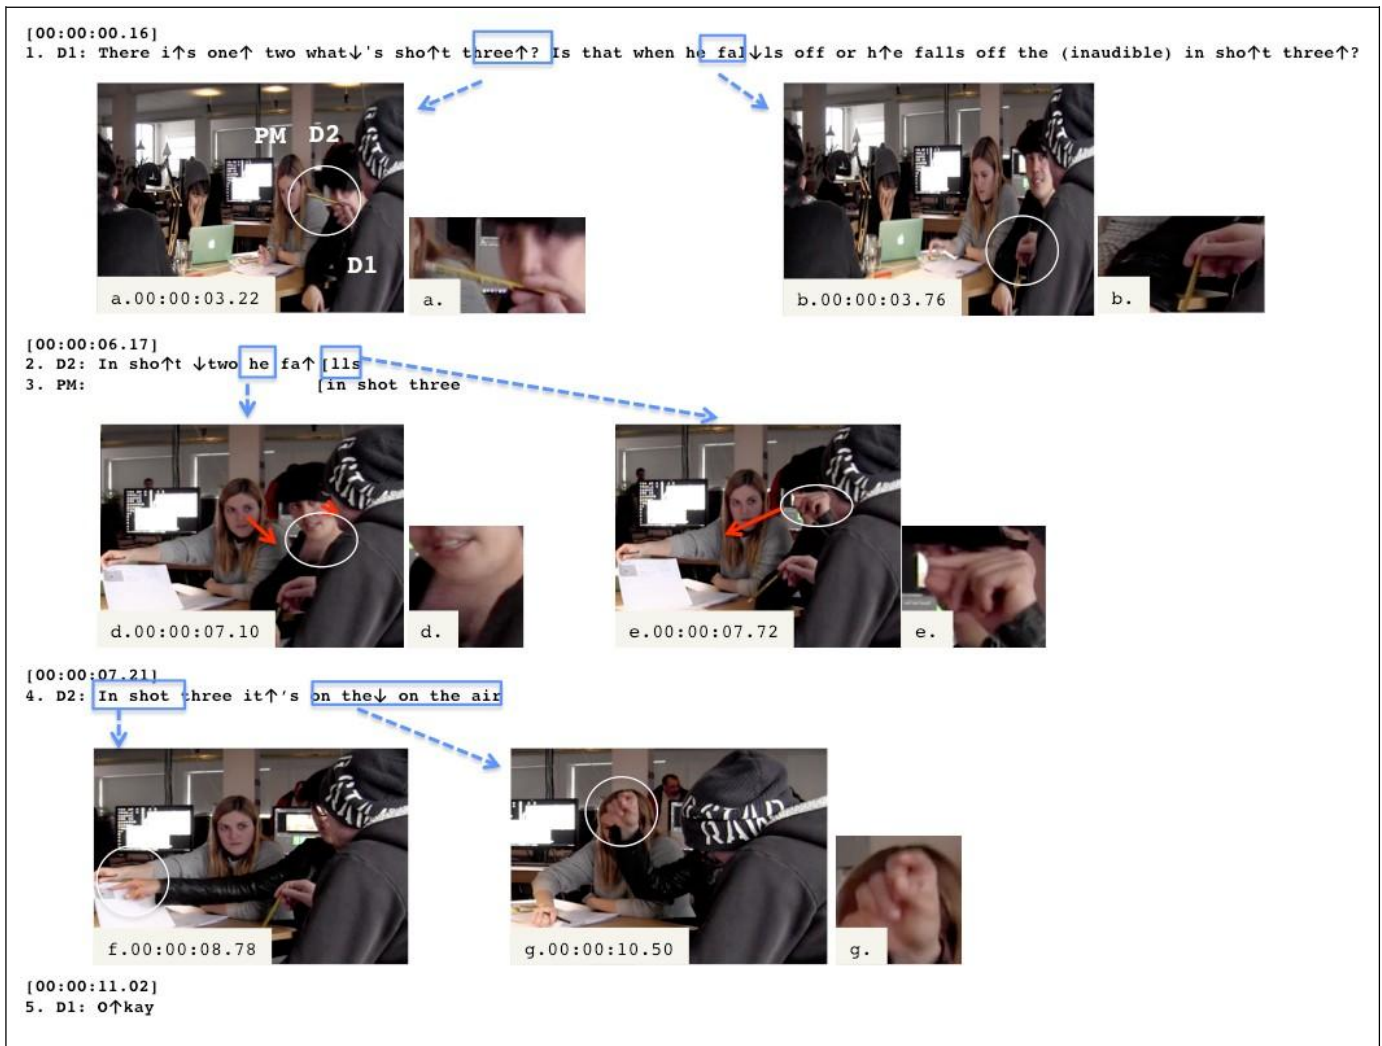 [00:00:00.16]
1. D1: There i↑s one↑ two what↓'s sho↑t three↑? Is that when he fal↓ls off or h↑e falls off the (inaudible) in sho↑t three↑?
PM D2
D1
a.00:00:03.22
a.
b.00:00:03.76
b.
[00:00:06.17]
2. D2: In sho↑t ↓two he fa↑ [lls
3. PM: [in shot three
d.00:00:07.10
d.
e.00:00:07.72
e.
[00:00:07.21]
4. D2: In shot three it↑'s on the↓ on the air
f.00:00:08.78
g.00:00:10.50
g.
[00:00:11.02]
5. D1: O↑kay